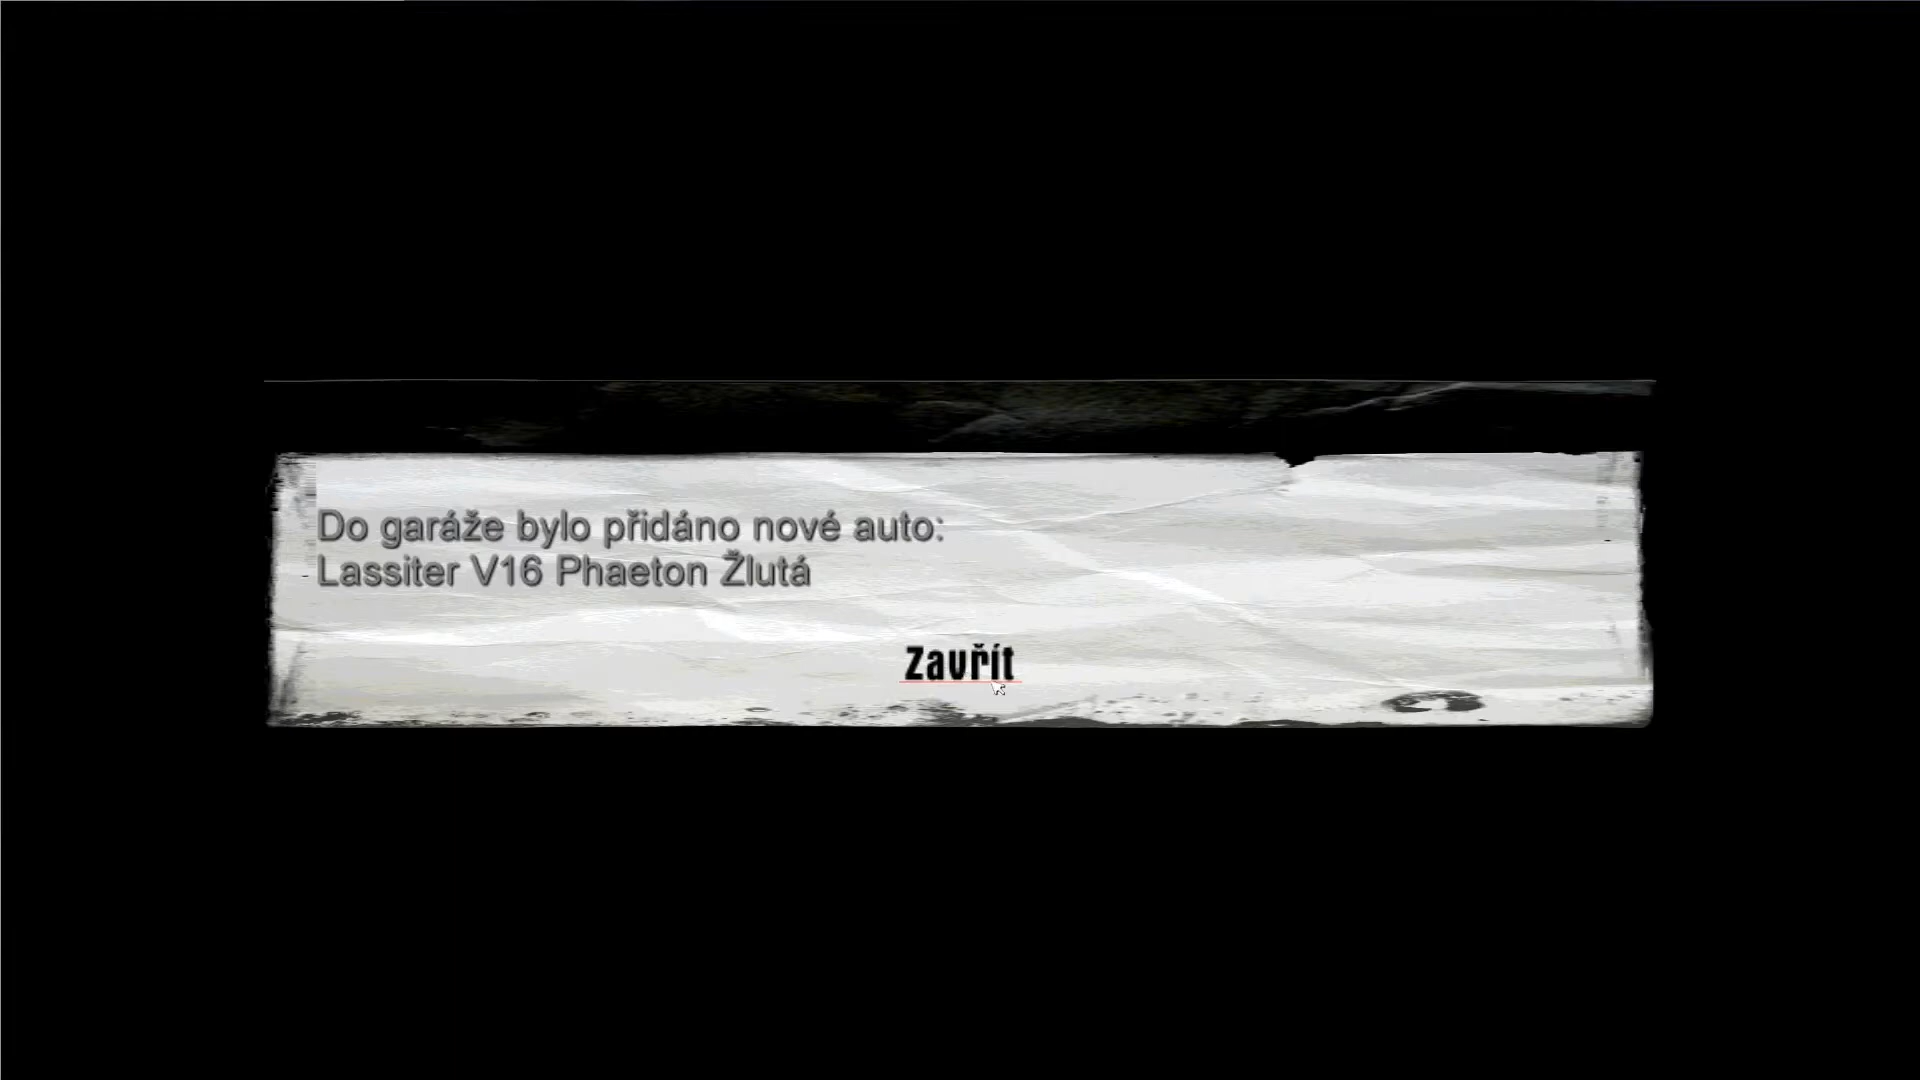 Do garáže bylo přidáno nové auto:
Lassiter V16 Phaeton Žlutá
Zavřít